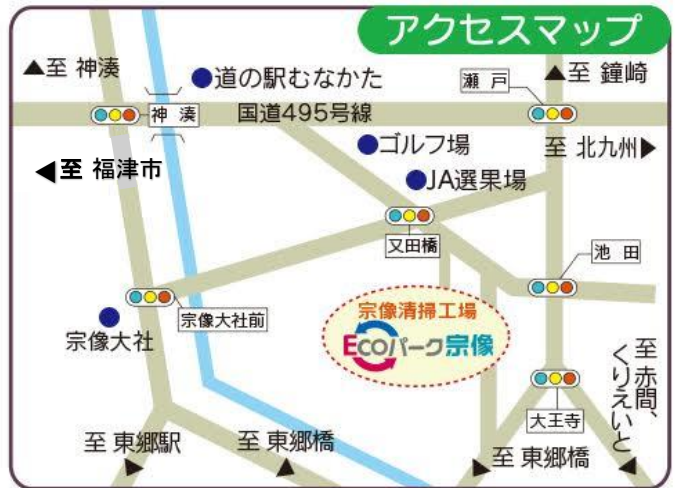 アクセスマップ
▲至 神湊
●道の駅むなかた
瀬 戸
▲至 鐘崎
神 湊
国道495号線
●ゴルフ場
至 北九州▶
◀至 福津市
●JA選果場
又田橋
池 田
宗像大社前
宗像大社
宗像清掃工場
Ecoパーク宗像
至 赤間、
くりえいと
大王寺
至 東郷駅
至 東郷橋
至 東郷橋